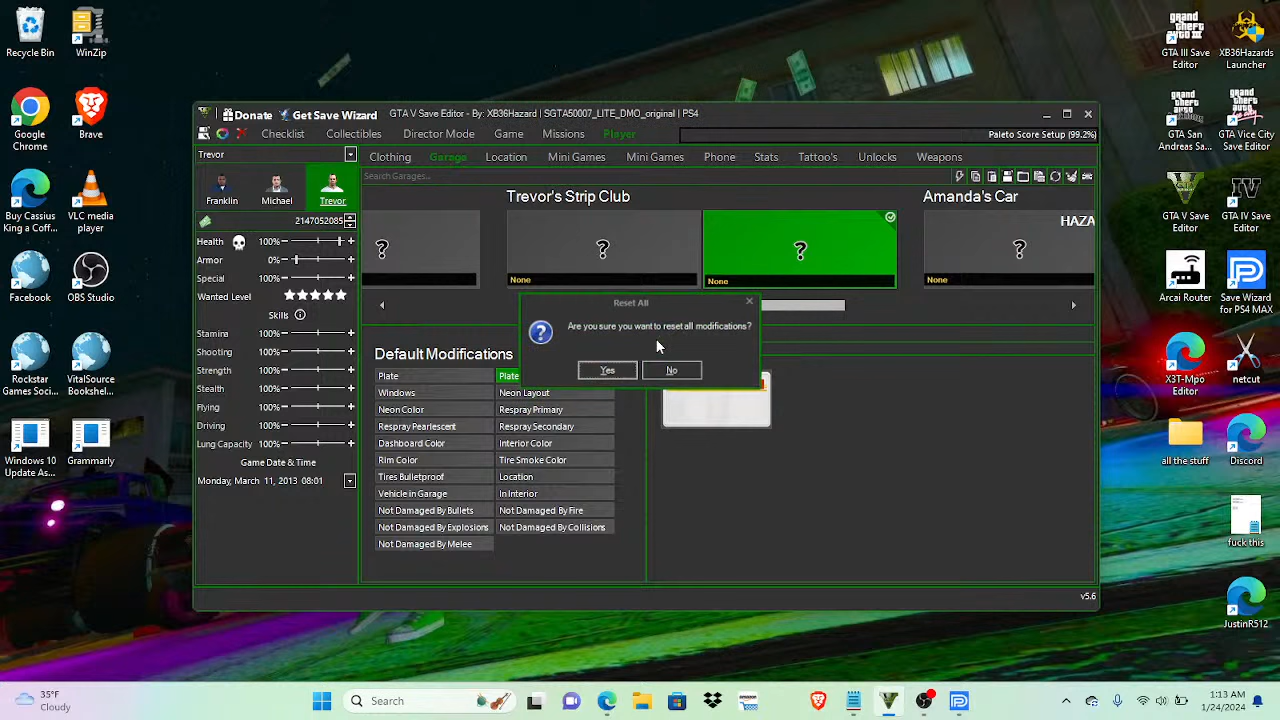 Recycle Bin
WinZip
Google Chrome
Brave
Buy Cassius King a Coff...
VLC media player
Facebook
OBS Studio
Rockstar Games Soci...
VitalSource Bookshel...
Windows 10 Update As...
Grammarly
GTA III Save Editor
XB36Hazards Launcher
GTA San Andreas Sa...
GTA Vice City Save Editor
GTA V Save Editor
GTA IV Save Editor
Arcai Router
Save Wizard for PS4 MAX
X3T-Mpo Editor
netcut
all the stuff
Discord
fuck this
JustinR512
Donate
Get Save Wizard
GTA V Save Editor - By: XB36Hazard | SGTA50007_LITE_DMO_original | PS4
Checklist
Collectibles
Director Mode
Game
Missions
Player
Paleto Score Setup (99.2%)
Trevor
Clothing
Garage
Location
Mini Games
Mini Games
Phone
Stats
Tattoo's
Unlocks
Weapons
Search Garages...
Franklin
Michael
Trevor
2147052085
Health 100%
Armor 0%
Special 100%
Wanted Level
Skills
Stamina 100%
Shooting 100%
Strength 100%
Stealth 100%
Flying 100%
Driving 100%
Lung Capacity 100%
Game Date & Time
Monday, March 11, 2013 08:01
Trevor's Strip Club
Amanda's Car
HAZA
None
None
None
Reset All
Are you sure you want to reset all modifications?
Yes
No
Default Modifications
Plate
Plate
Windows
Neon Layout
Neon Color
Respray Primary
Respray Pearlescent
Respray Secondary
Dashboard Color
Interior Color
Rim Color
Tire Smoke Color
Tires Bulletproof
Location
Vehicle in Garage
In Interior
Not Damaged By Bullets
Not Damaged By Fire
Not Damaged By Explosions
Not Damaged By Collisions
Not Damaged By Melee
v5.6
35°F
Cloudy
Search
1:13 AM
1/24/2024